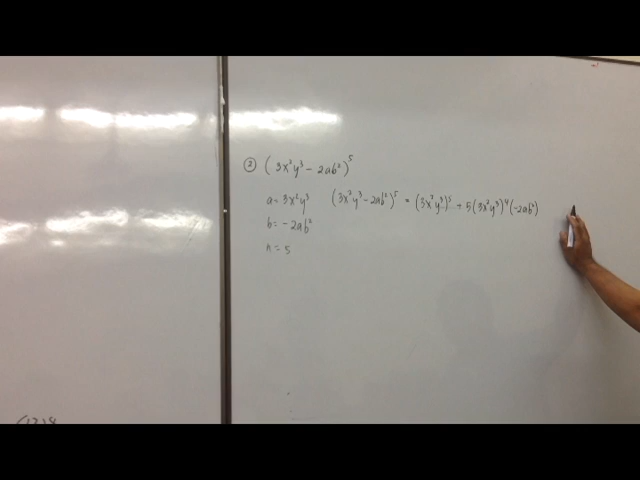 ② (3x²y³ - 2ab²)⁵
a = 3x²y³ (3x²y³ - 2ab²)⁵ = (3x²y³)⁵ + 5(3x²y³)⁴(-2ab²)
b = -2ab²
n = 5